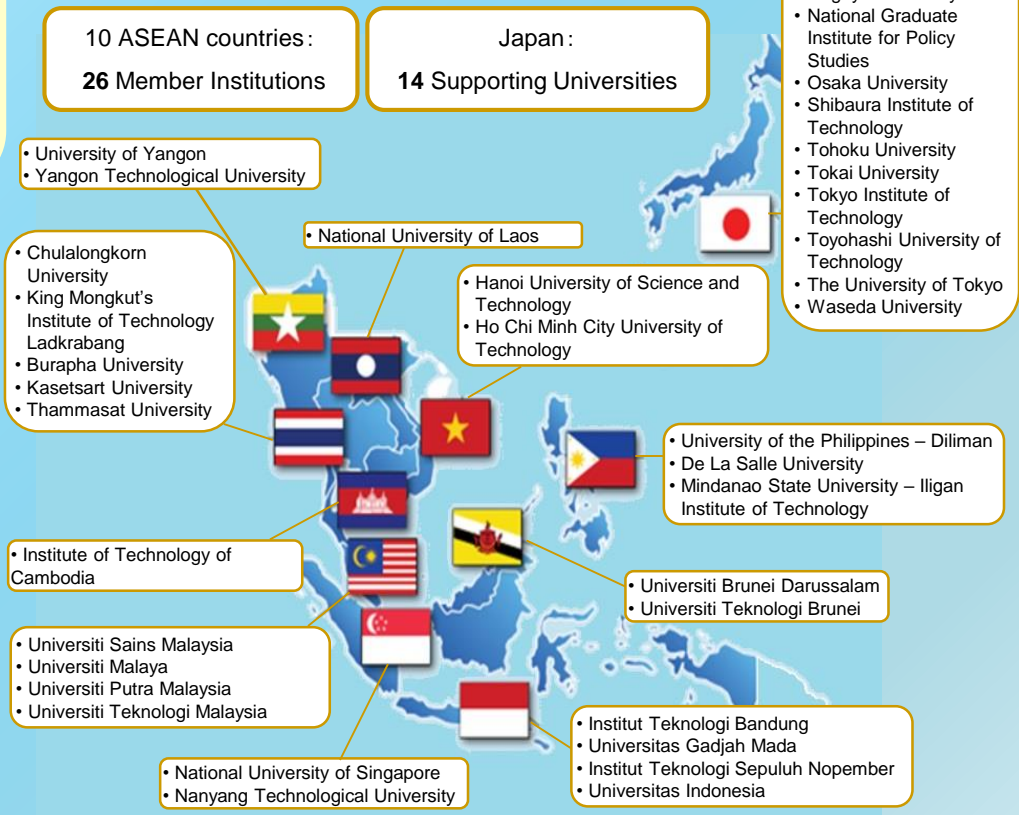 10 ASEAN countries:
26 Member Institutions
Japan:
14 Supporting Universities
• National Graduate
Institute for Policy
Studies
• Osaka University
• Shibaura Institute of
Technology
• Tohoku University
• Tokai University
• Tokyo Institute of
Technology
• Toyohashi University of
Technology
• The University of Tokyo
• Waseda University
• University of Yangon
• Yangon Technological University
• National University of Laos
• Chulalongkorn
University
• King Mongkut's
Institute of Technology
Ladkrabang
• Burapha University
• Kasetsart University
• Thammasat University
• Hanoi University of Science and
Technology
• Ho Chi Minh City University of
Technology
• University of the Philippines – Diliman
• De La Salle University
• Mindanao State University – Iligan
Institute of Technology
• Institute of Technology of
Cambodia
• Universiti Brunei Darussalam
• Universiti Teknologi Brunei
• Universiti Sains Malaysia
• Universiti Malaya
• Universiti Putra Malaysia
• Universiti Teknologi Malaysia
• Institut Teknologi Bandung
• Universitas Gadjah Mada
• Institut Teknologi Sepuluh Nopember
• Universitas Indonesia
• National University of Singapore
• Nanyang Technological University